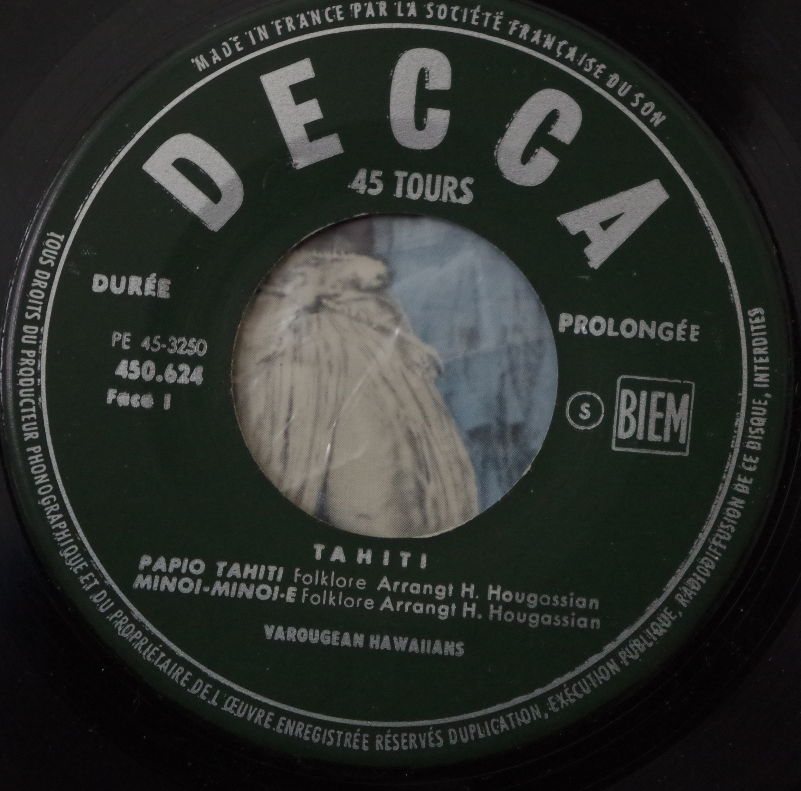 MADE IN FRANCE PAR LA SOCIÉTÉ FRANÇAISE DU SON
DECCA
45 TOURS
DURÉE
PROLONGÉE
PE 45-3250
450.624
Face 1
S
BIEM
TAHITI
PAPIO TAHITI Folklore Arrangt H. Hougassian
MINOI-MINOI-E Folklore Arrangt H. Hougassian
VAROUGEAN HAWAIIANS
TOUS DROITS DU PRODUCTEUR PHONOGRAPHIQUE ET DU PROPRIÉTAIRE DE L'ŒUVRE ENREGISTRÉE RÉSERVÉS DUPLICATION, EXÉCUTION PUBLIQUE, RADIODIFFUSION DE CE DISQUE, INTERDITES